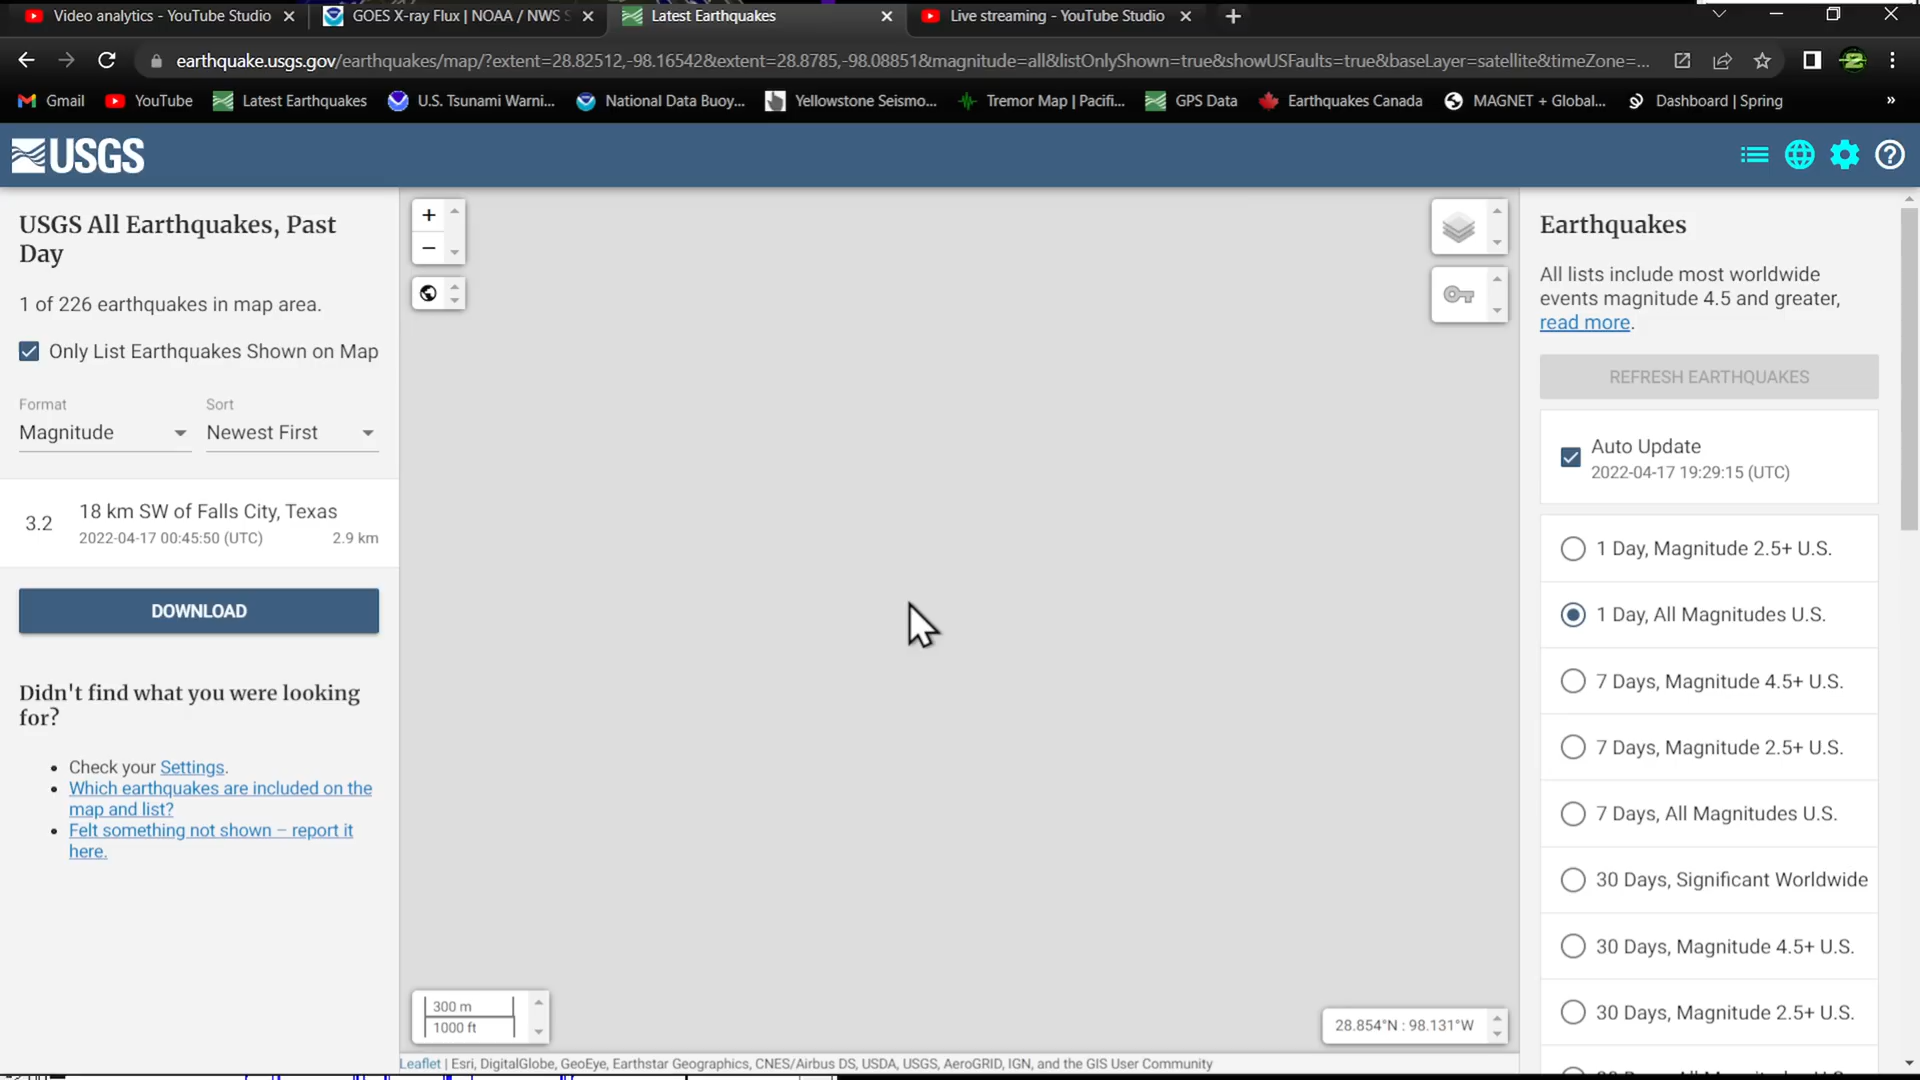 Video analytics - YouTube Studio
GOES X-ray Flux | NOAA / NWS S
Latest Earthquakes
Live streaming - YouTube Studio
earthquake.usgs.gov/earthquakes/map/?extent=28.82512,-98.16542&extent=28.8785,-98.08851&magnitude=all&listOnlyShown=true&showUSFaults=true&baseLayer=satellite&timeZone=...
Gmail
YouTube
Latest Earthquakes
U.S. Tsunami Warni...
National Data Buoy...
Yellowstone Seismo...
Tremor Map | Pacifi...
GPS Data
Earthquakes Canada
MAGNET + Global...
Dashboard | Spring
»
USGS
USGS All Earthquakes, Past
Day
1 of 226 earthquakes in map area.
Only List Earthquakes Shown on Map
Format
Sort
Magnitude
Newest First
3.2
18 km SW of Falls City, Texas
2022-04-17 00:45:50 (UTC)
2.9 km
DOWNLOAD
Didn't find what you were looking
for?
Check your Settings.
Which earthquakes are included on the
map and list?
Felt something not shown – report it
here.
+
−
300 m
1000 ft
28.854°N : 98.131°W
Leaflet | Esri, DigitalGlobe, GeoEye, Earthstar Geographics, CNES/Airbus DS, USDA, USGS, AeroGRID, IGN, and the GIS User Community
Earthquakes
All lists include most worldwide
events magnitude 4.5 and greater,
read more.
REFRESH EARTHQUAKES
Auto Update
2022-04-17 19:29:15 (UTC)
1 Day, Magnitude 2.5+ U.S.
1 Day, All Magnitudes U.S.
7 Days, Magnitude 4.5+ U.S.
7 Days, Magnitude 2.5+ U.S.
7 Days, All Magnitudes U.S.
30 Days, Significant Worldwide
30 Days, Magnitude 4.5+ U.S.
30 Days, Magnitude 2.5+ U.S.